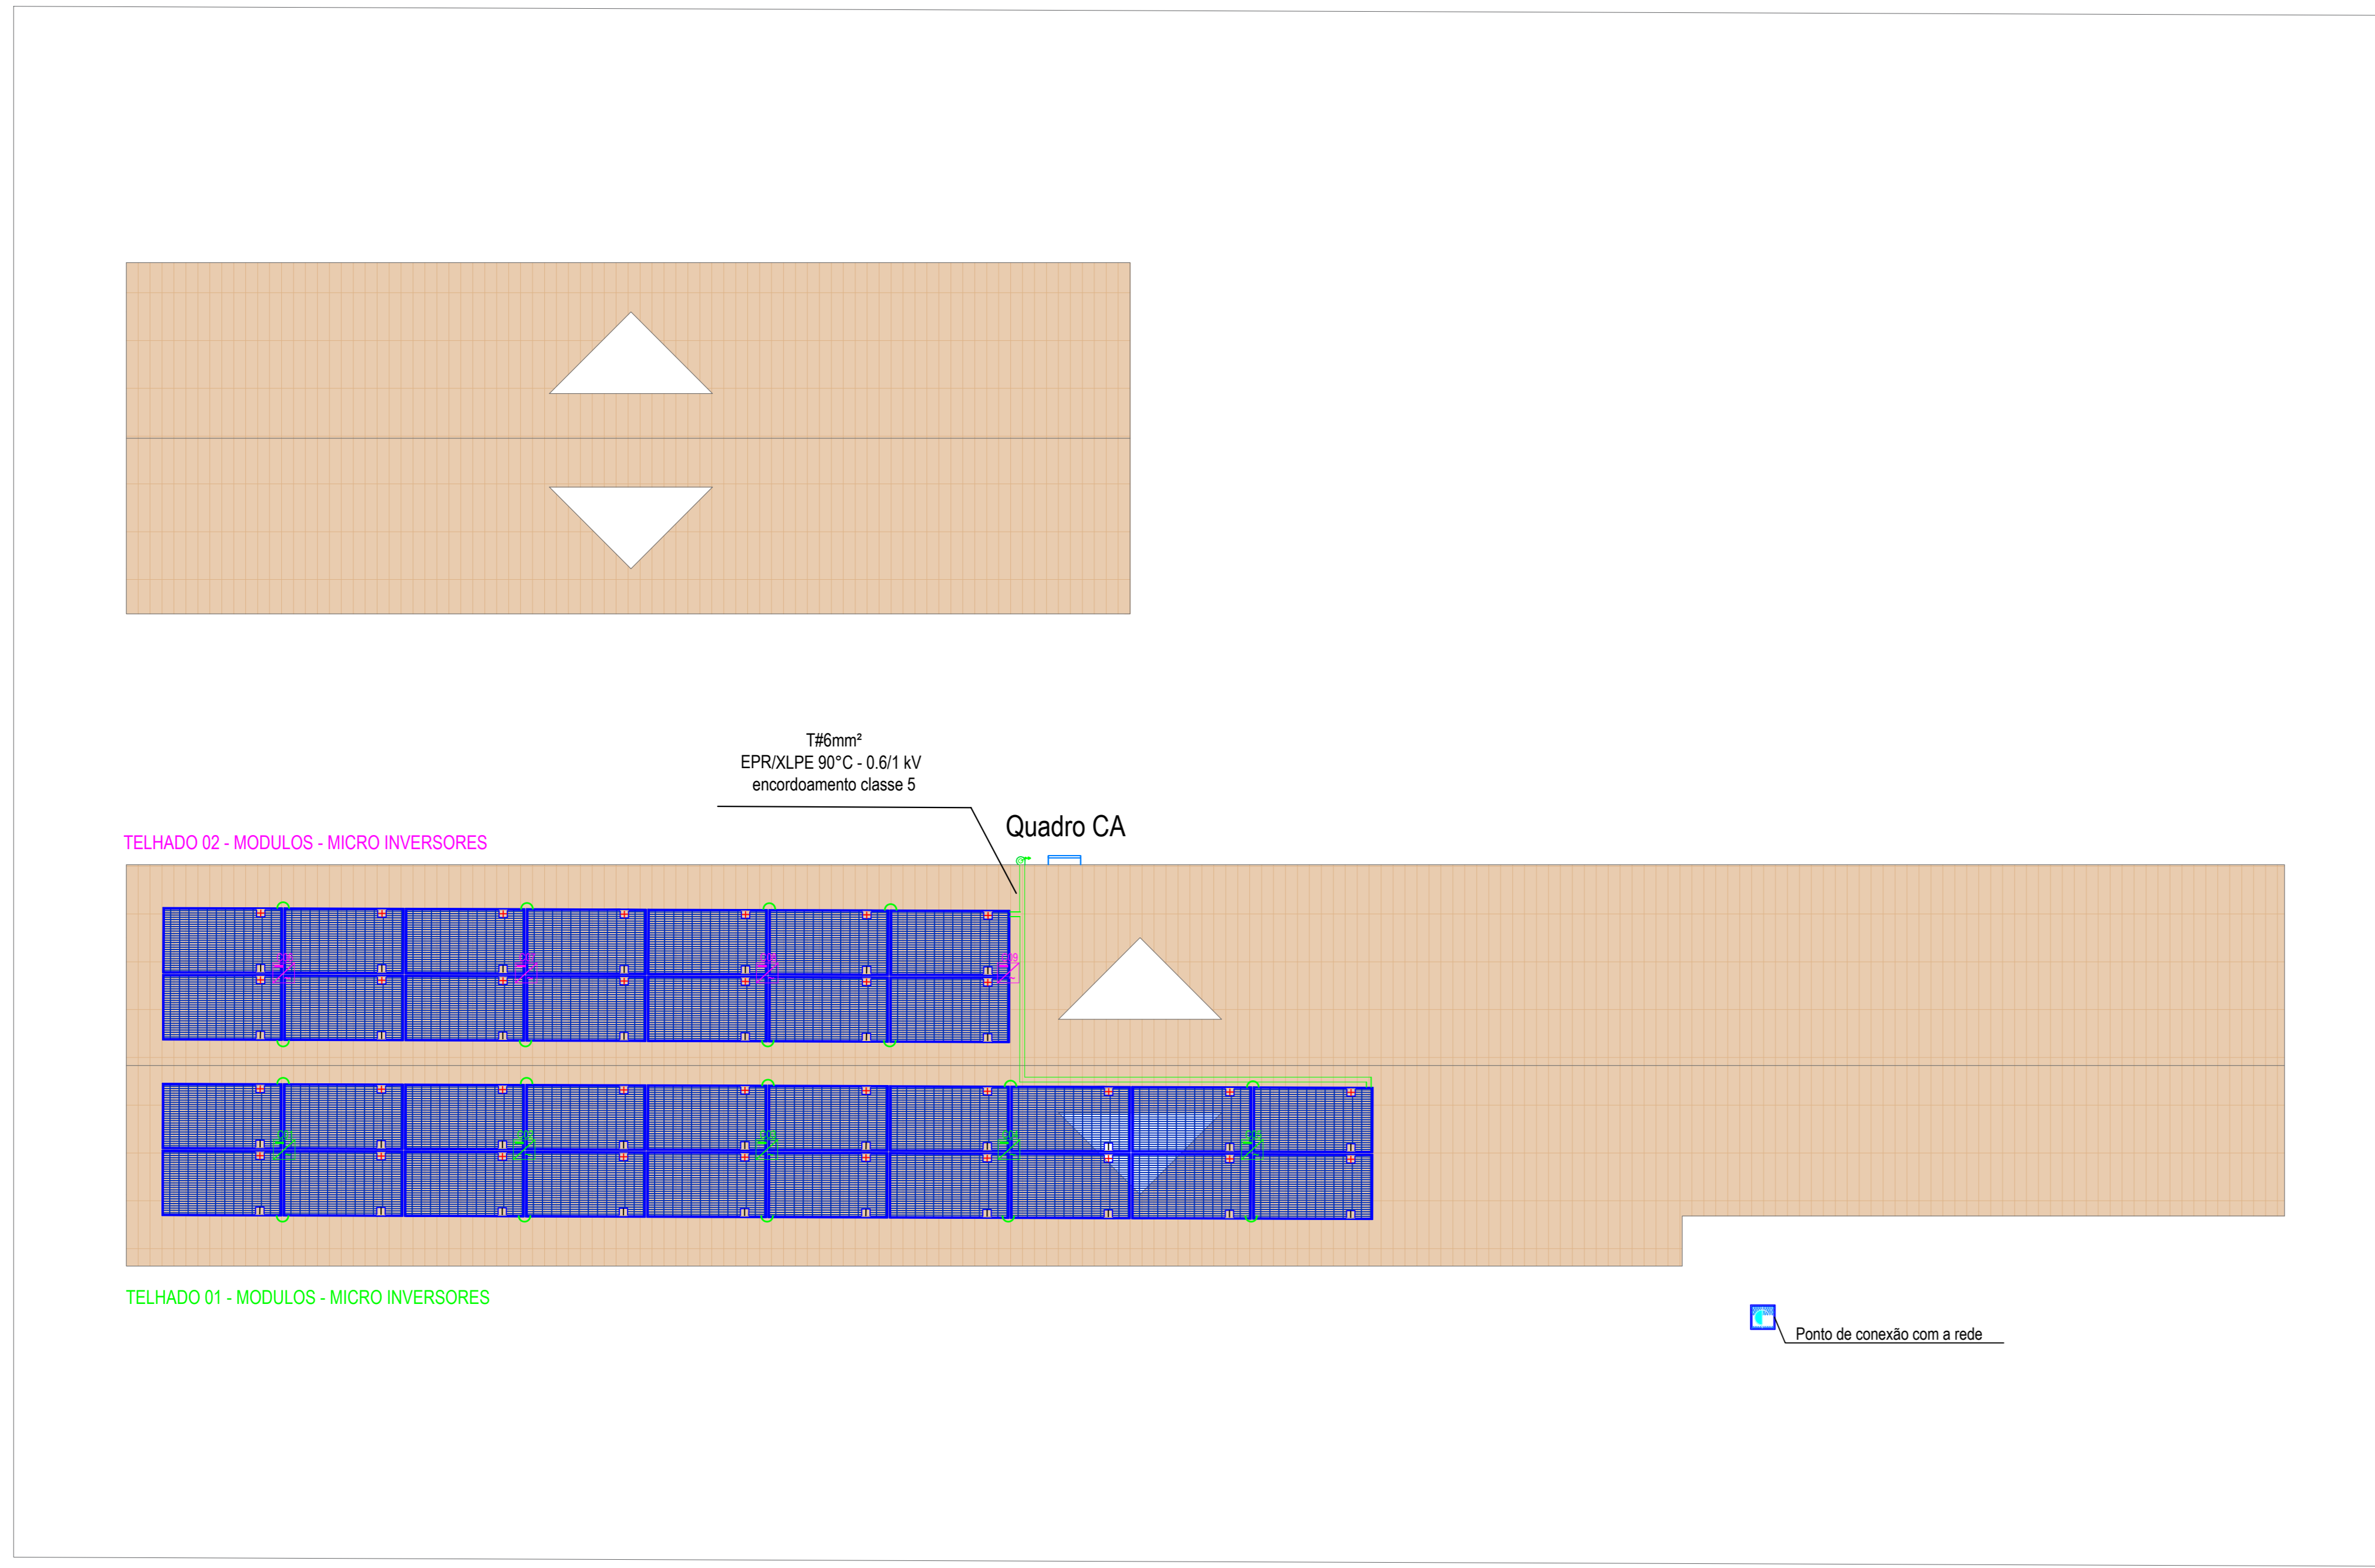 T#6mm²
EPR/XLPE 90°C - 0.6/1 kV
encordoamento classe 5
Quadro CA
TELHADO 02 - MODULOS - MICRO INVERSORES
TELHADO 01 - MODULOS - MICRO INVERSORES
Ponto de conexão com a rede